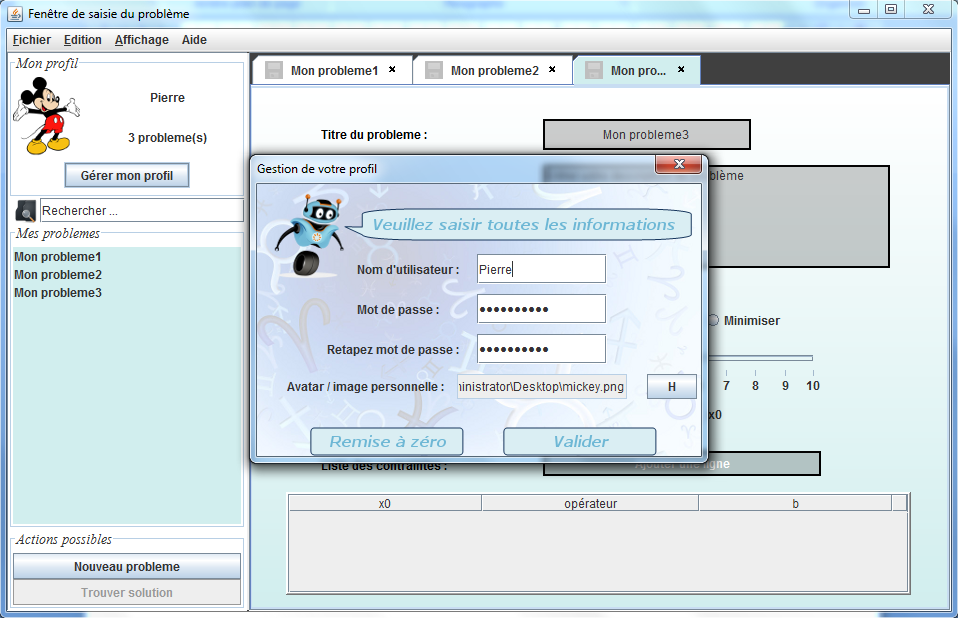 Fenêtre de saisie du problème
Fichier Edition Affichage Aide
Mon profil
Pierre
3 probleme(s)
Gérer mon profil
Rechercher ...
Mes problemes
Mon probleme1
Mon probleme2
Mon probleme3
Actions possibles
Nouveau probleme
Trouver solution
Mon probleme1
Mon probleme2
Mon pro...
Titre du probleme :
Mon probleme3
Gestion de votre profil
Veuillez saisir toutes les informations
Nom d'utilisateur :
Pierre
Mot de passe :
••••••••••
Retapez mot de passe :
••••••••••
Avatar / image personnelle :
ninistrator\Desktop\mickey.png
H
Remise à zéro
Valider
Minimiser
7 8 9 10
x0
Liste des contraintes :
Ajouter une ligne
x0 opérateur b